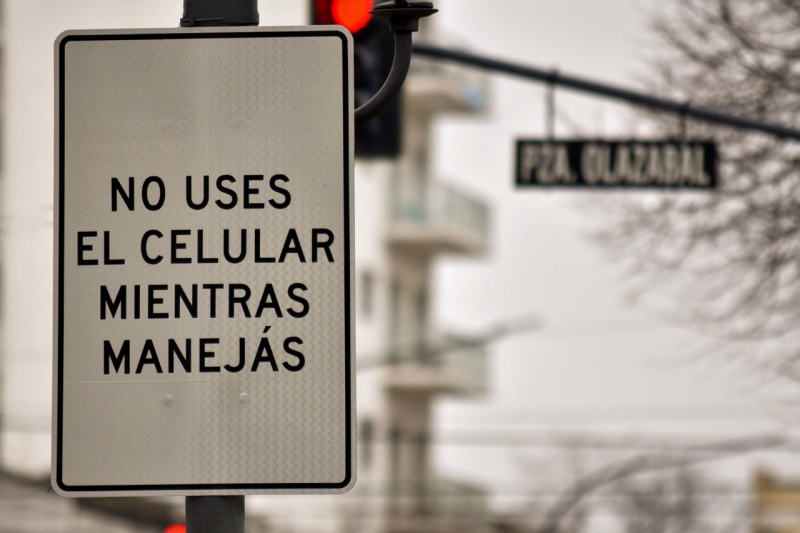 NO USES
EL CELULAR
MIENTRAS
MANEJÁS
PZA. OLAZABAL